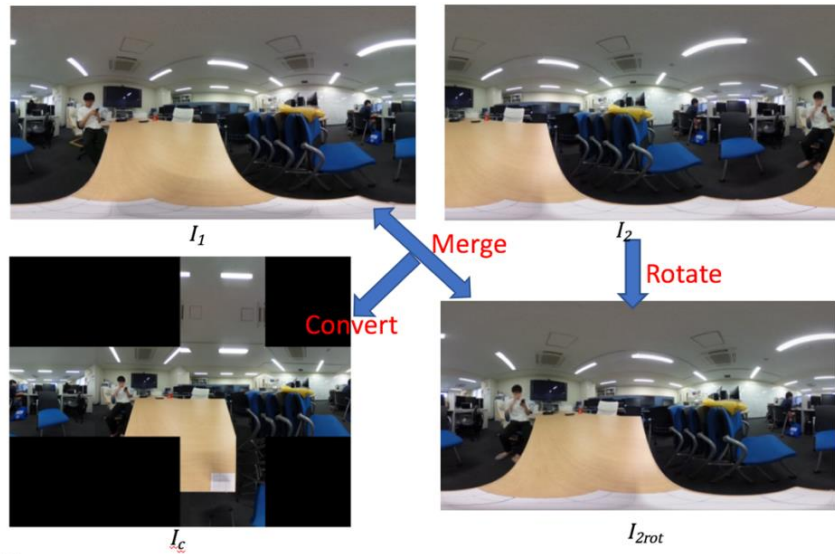 I1
I2
Merge
Rotate
Convert
Ic
I2rot